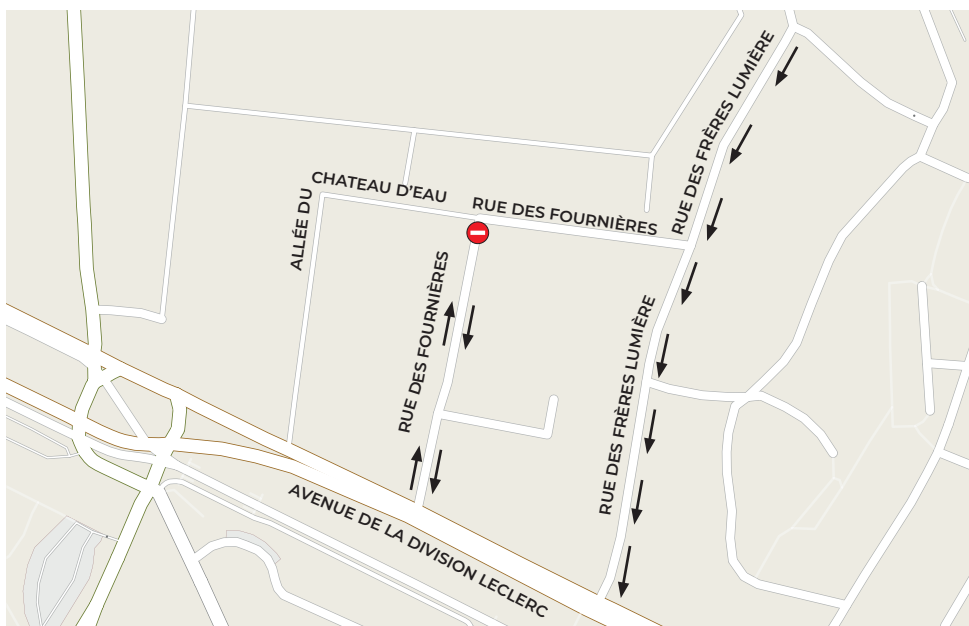 RUE DES FRÈRES LUMIÈRE
CHATEAU D'EAU
ALLÉE DU
RUE DES FOURNIÈRES
RUE DES FOURNIÈRES
RUE DES FRÈRES LUMIÈRE
AVENUE DE LA DIVISION LECLERC